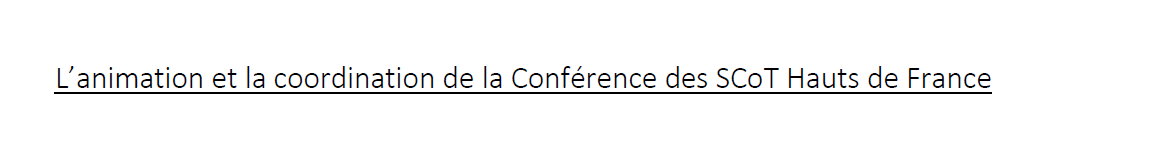 L’animation et la coordination de la Conférence des SCoT Hauts de France